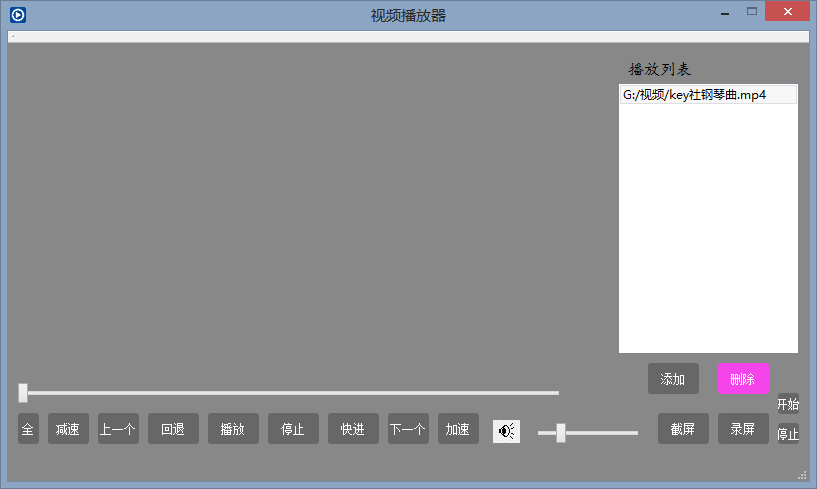 视频播放器
播放列表
G:/视频/key社钢琴曲.mp4
添加
删除
开始
全
减速
上一个
回退
播放
停止
快进
下一个
加速
截屏
录屏
停止